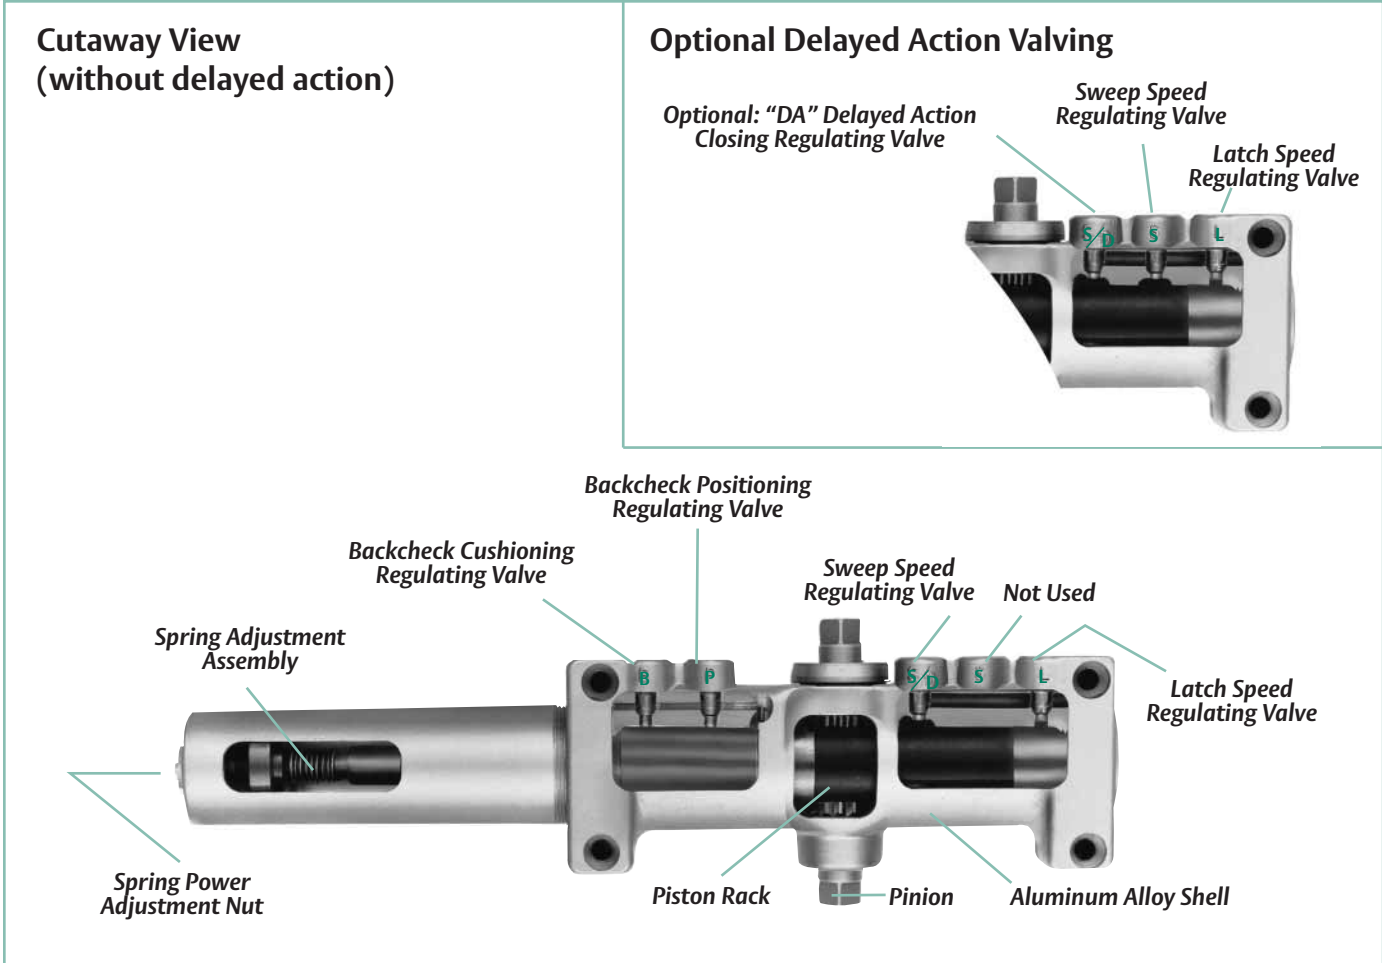 Cutaway View
(without delayed action)
Optional Delayed Action Valving
Optional: “DA” Delayed Action
Closing Regulating Valve
Sweep Speed
Regulating Valve
Latch Speed
Regulating Valve
S/D
S
L
Backcheck Positioning
Regulating Valve
Backcheck Cushioning
Regulating Valve
Sweep Speed
Regulating Valve
Not Used
Spring Adjustment
Assembly
B
P
S/D
S
L
Latch Speed
Regulating Valve
Spring Power
Adjustment Nut
Piston Rack
Pinion
Aluminum Alloy Shell